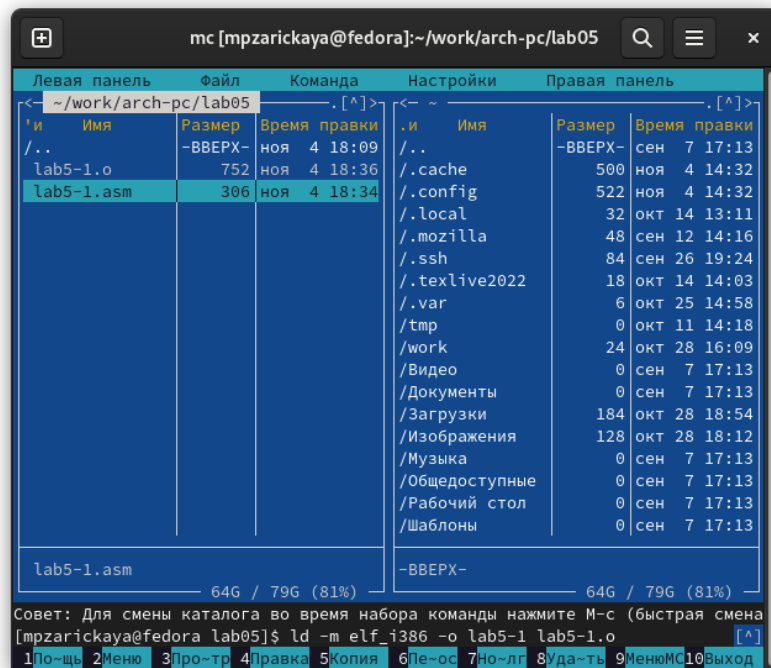 mc [mpzarickaya@fedora]:~/work/arch-pc/lab05
Левая панель Файл Команда Настройки Правая панель
<- ~/work/arch-pc/lab05 .[^]>
'и Имя Размер Время правки
/.. -ВВЕРХ- ноя 4 18:09
lab5-1.o 752 ноя 4 18:36
lab5-1.asm 306 ноя 4 18:34
lab5-1.asm
64G / 79G (81%)
<- ~ .[^]>
.и Имя Размер Время правки
/.. -ВВЕРХ- сен 7 17:13
/.cache 500 ноя 4 14:32
/.config 522 ноя 4 14:32
/.local 32 окт 14 13:11
/.mozilla 48 сен 12 14:16
/.ssh 84 сен 26 19:24
/.texlive2022 18 окт 14 14:03
/.var 6 окт 25 14:58
/tmp 0 окт 11 14:18
/work 24 окт 28 16:09
/Видео 0 сен 7 17:13
/Документы 0 сен 7 17:13
/Загрузки 184 окт 28 18:54
/Изображения 128 окт 28 18:12
/Музыка 0 сен 7 17:13
/Общедоступные 0 сен 7 17:13
/Рабочий стол 0 сен 7 17:13
/Шаблоны 0 сен 7 17:13
-ВВЕРХ-
64G / 79G (81%)
Совет: Для смены каталога во время набора команды нажмите M-c (быстрая смена
[mpzarickaya@fedora lab05]$ ld -m elf_i386 -o lab5-1 lab5-1.o [^]
1По~щь 2Меню 3Про~тр 4Правка 5Копия 6Пе~ос 7Но~лг 8Уда~ть 9МенюМС 10Выход